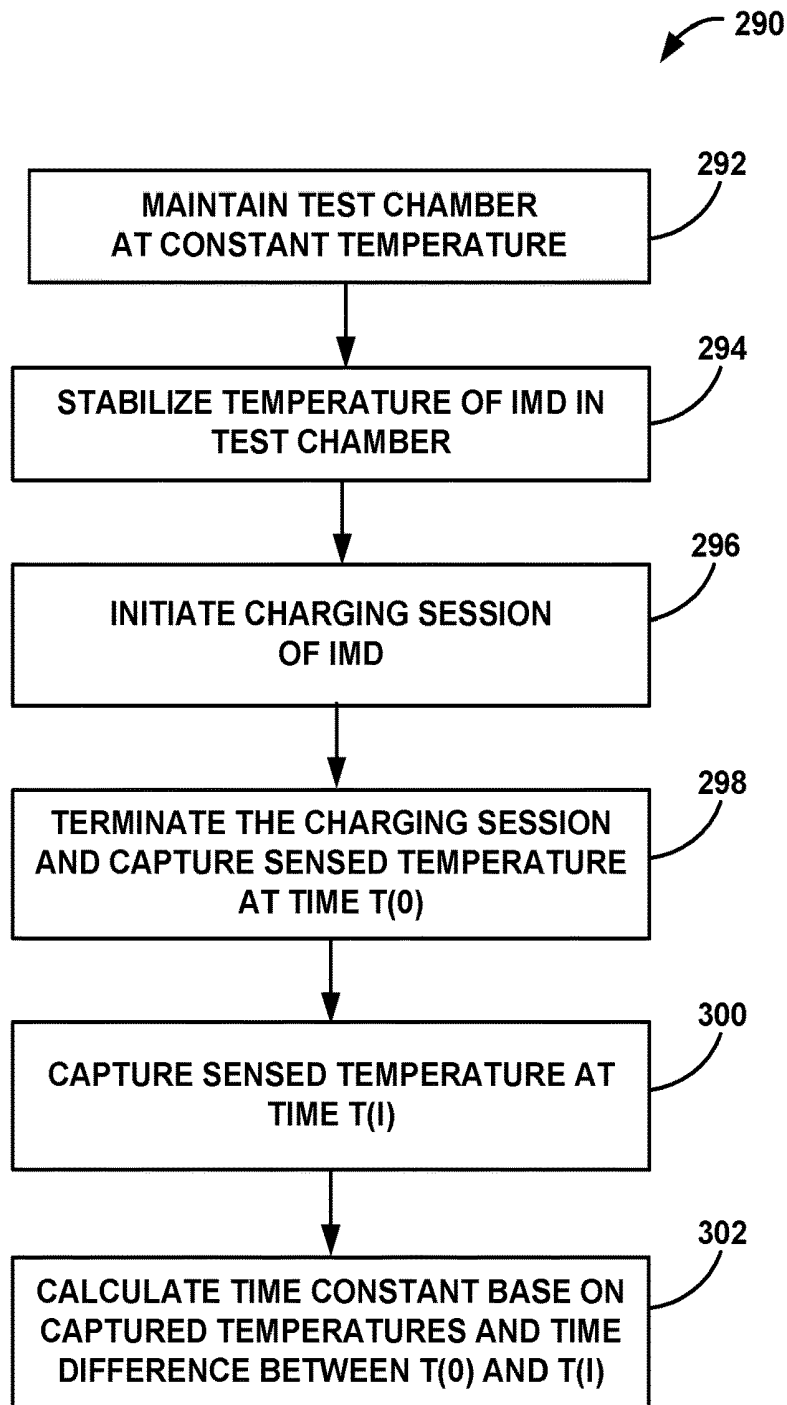 290
292
MAINTAIN TEST CHAMBER
AT CONSTANT TEMPERATURE
294
STABILIZE TEMPERATURE OF IMD IN
TEST CHAMBER
296
INITIATE CHARGING SESSION
OF IMD
298
TERMINATE THE CHARGING SESSION
AND CAPTURE SENSED TEMPERATURE
AT TIME T(0)
300
CAPTURE SENSED TEMPERATURE AT
TIME T(I)
302
CALCULATE TIME CONSTANT BASE ON
CAPTURED TEMPERATURES AND TIME
DIFFERENCE BETWEEN T(0) AND T(I)